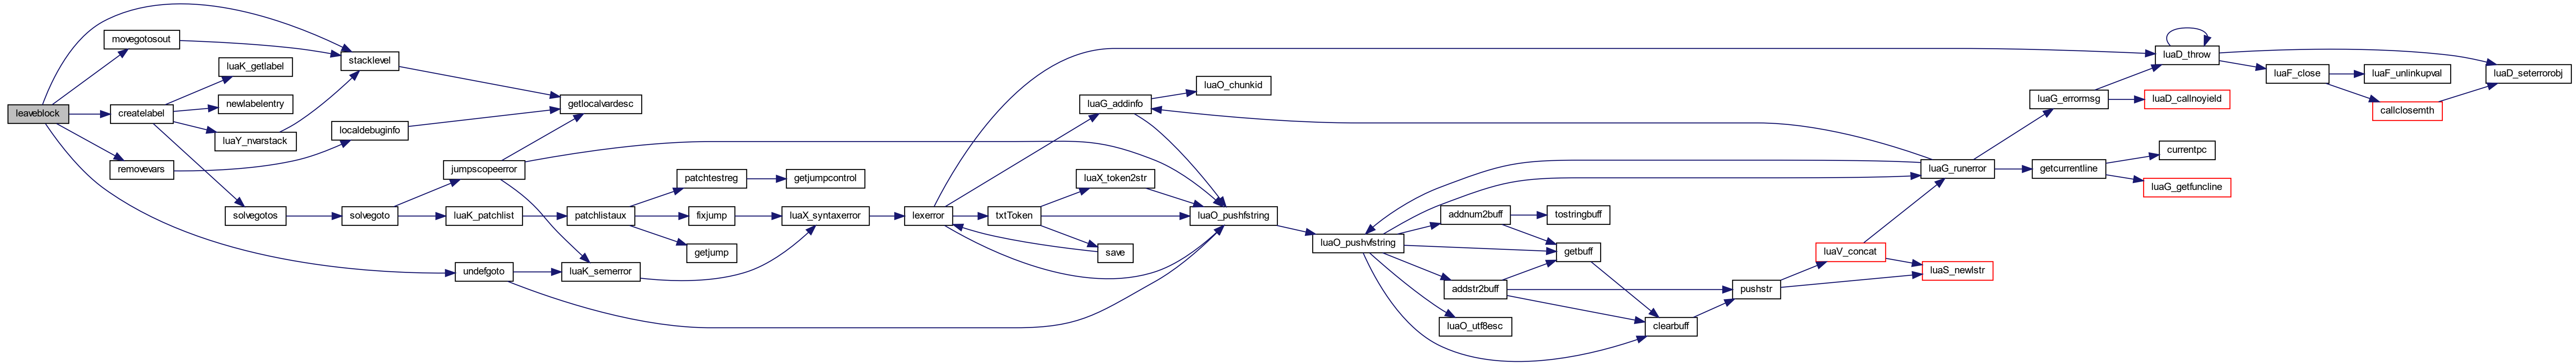 leaveblock
movegotosout
createlabel
removevars
luaK_getlabel
newlabelentry
luaY_nvarstack
solvegotos
stacklevel
localdebuginfo
solvegoto
jumpscopeerror
luaK_patchlist
undefgoto
getlocalvardesc
patchlistaux
luaK_semerror
patchtestreg
fixjump
getjump
getjumpcontrol
luaX_syntaxerror
lexerror
txtToken
luaG_addinfo
luaX_token2str
save
luaO_chunkid
luaO_pushfstring
luaO_pushvfstring
addnum2buff
addstr2buff
luaO_utf8esc
tostringbuff
getbuff
clearbuff
pushstr
luaV_concat
luaS_newlstr
luaG_runerror
luaG_errormsg
getcurrentline
luaD_throw
luaD_callnoyield
currentpc
luaG_getfuncline
luaF_close
luaF_unlinkupval
callclosemth
luaD_seterrorobj